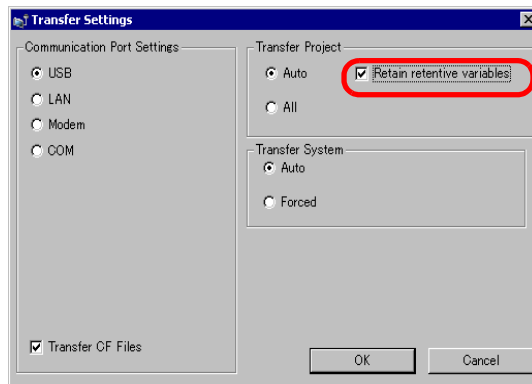 Transfer Settings
Communication Port Settings
USB
LAN
Modem
COM
Transfer CF Files
Transfer Project
Auto
Retain retentive variables
All
Transfer System
Auto
Forced
OK
Cancel